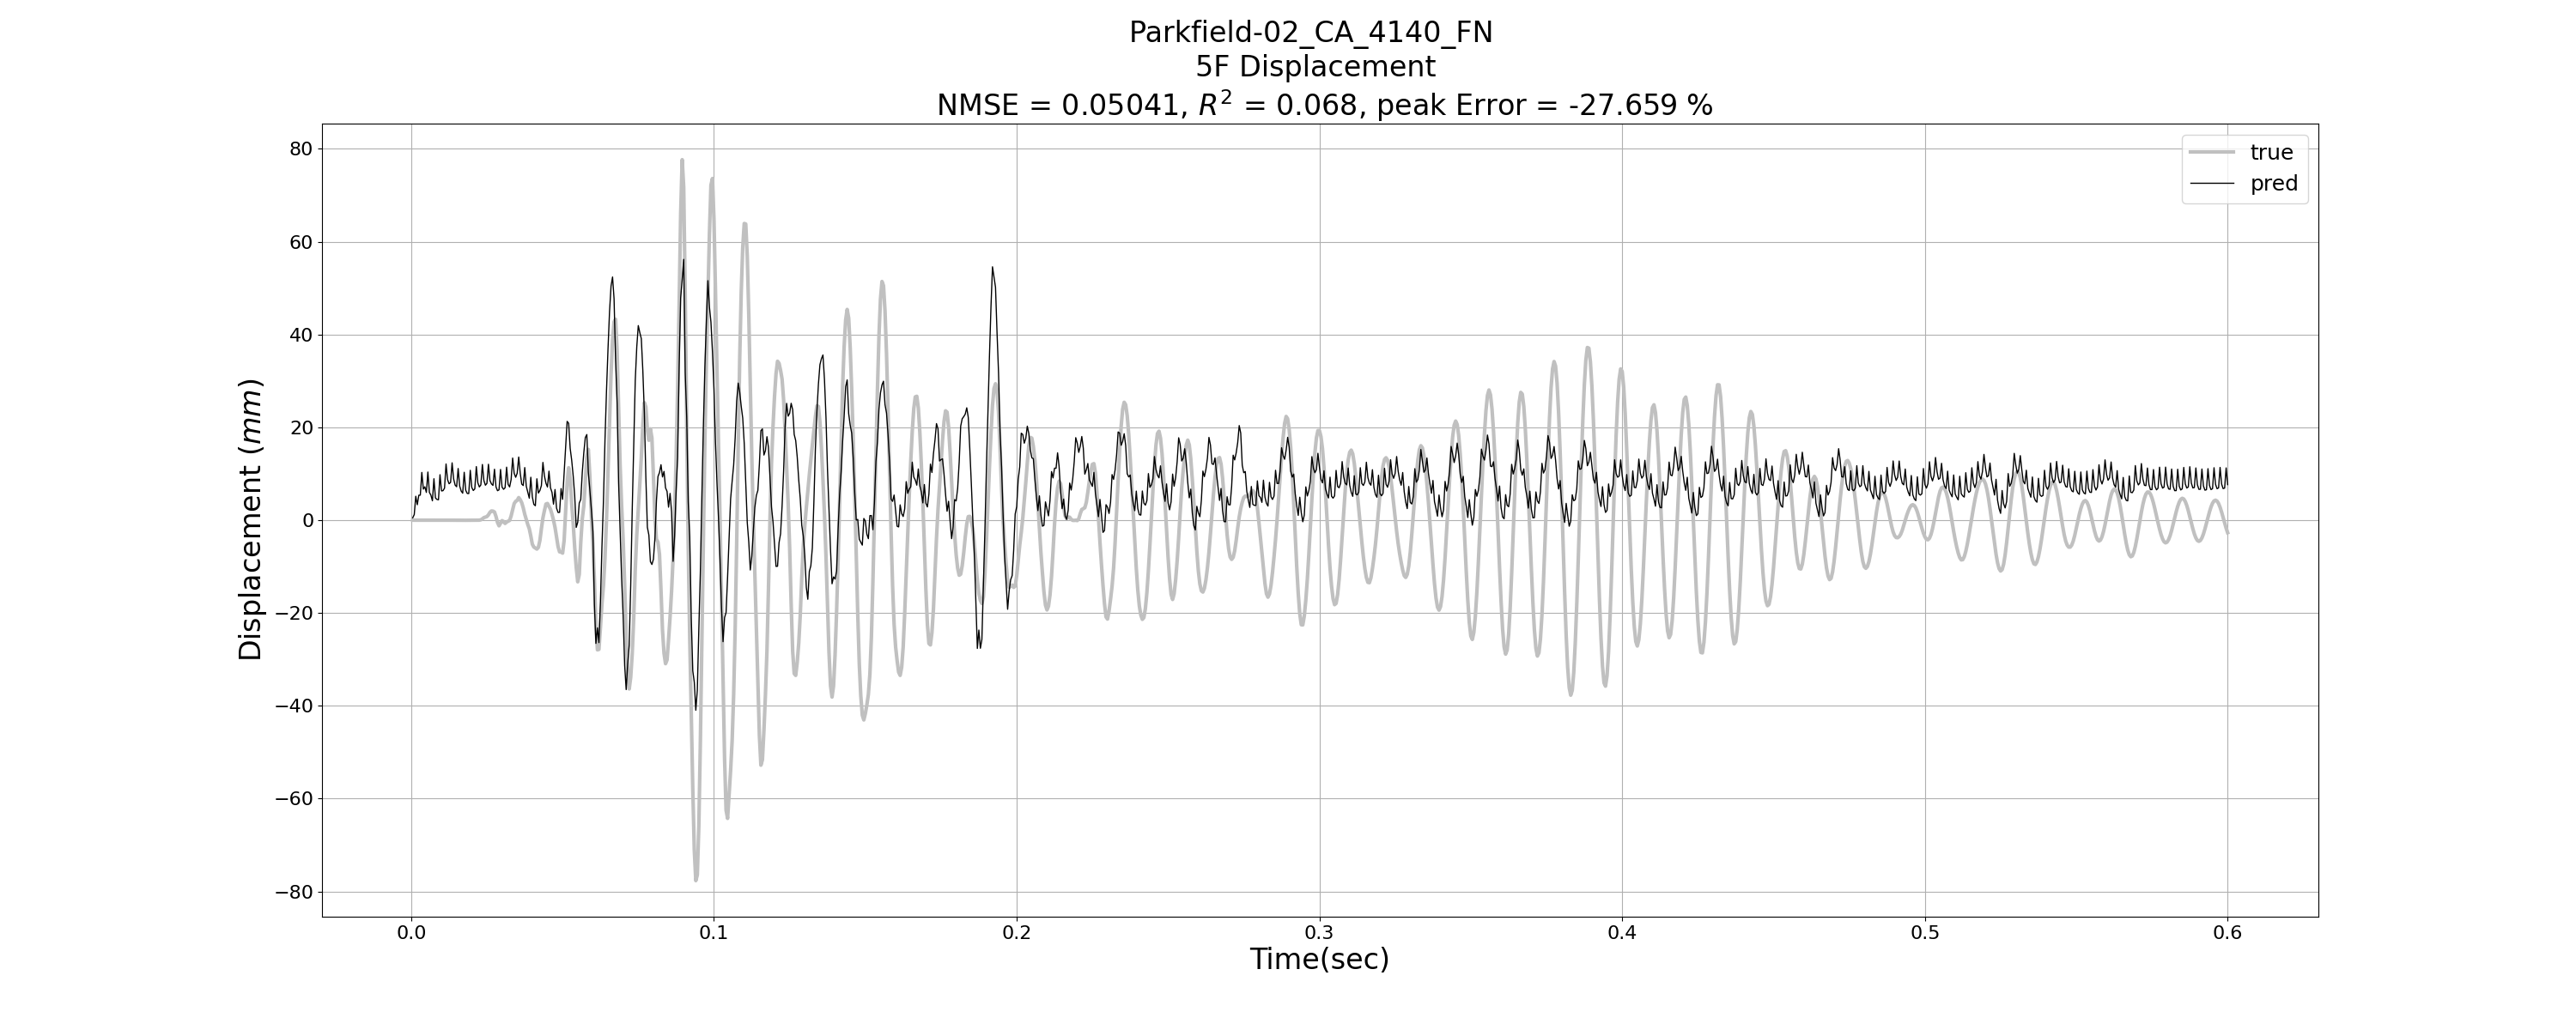 Parkfield-02_CA_4140_FN
5F Displacement
NMSE = 0.05041, R² = 0.068, peak Error = -27.659 %
true
pred
Displacement (mm)
80
60
40
20
0
−20
−40
−60
−80
0.0 0.1 0.2 0.3 0.4 0.5 0.6
Time(sec)